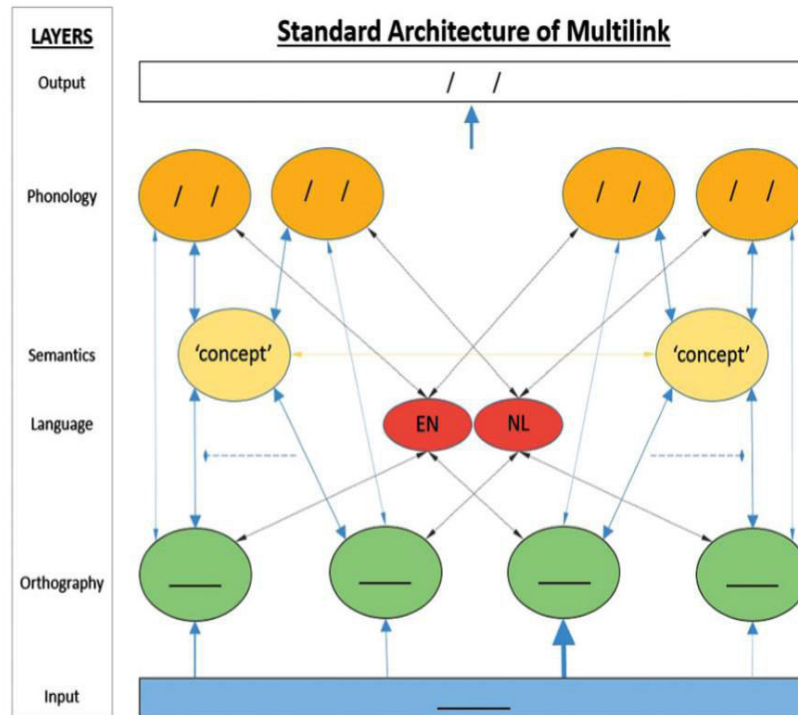 LAYERS
Standard Architecture of Multilink
Output
/ /
Phonology
/ / / / / / / /
Semantics
'concept' 'concept'
Language
EN NL
Orthography
Input